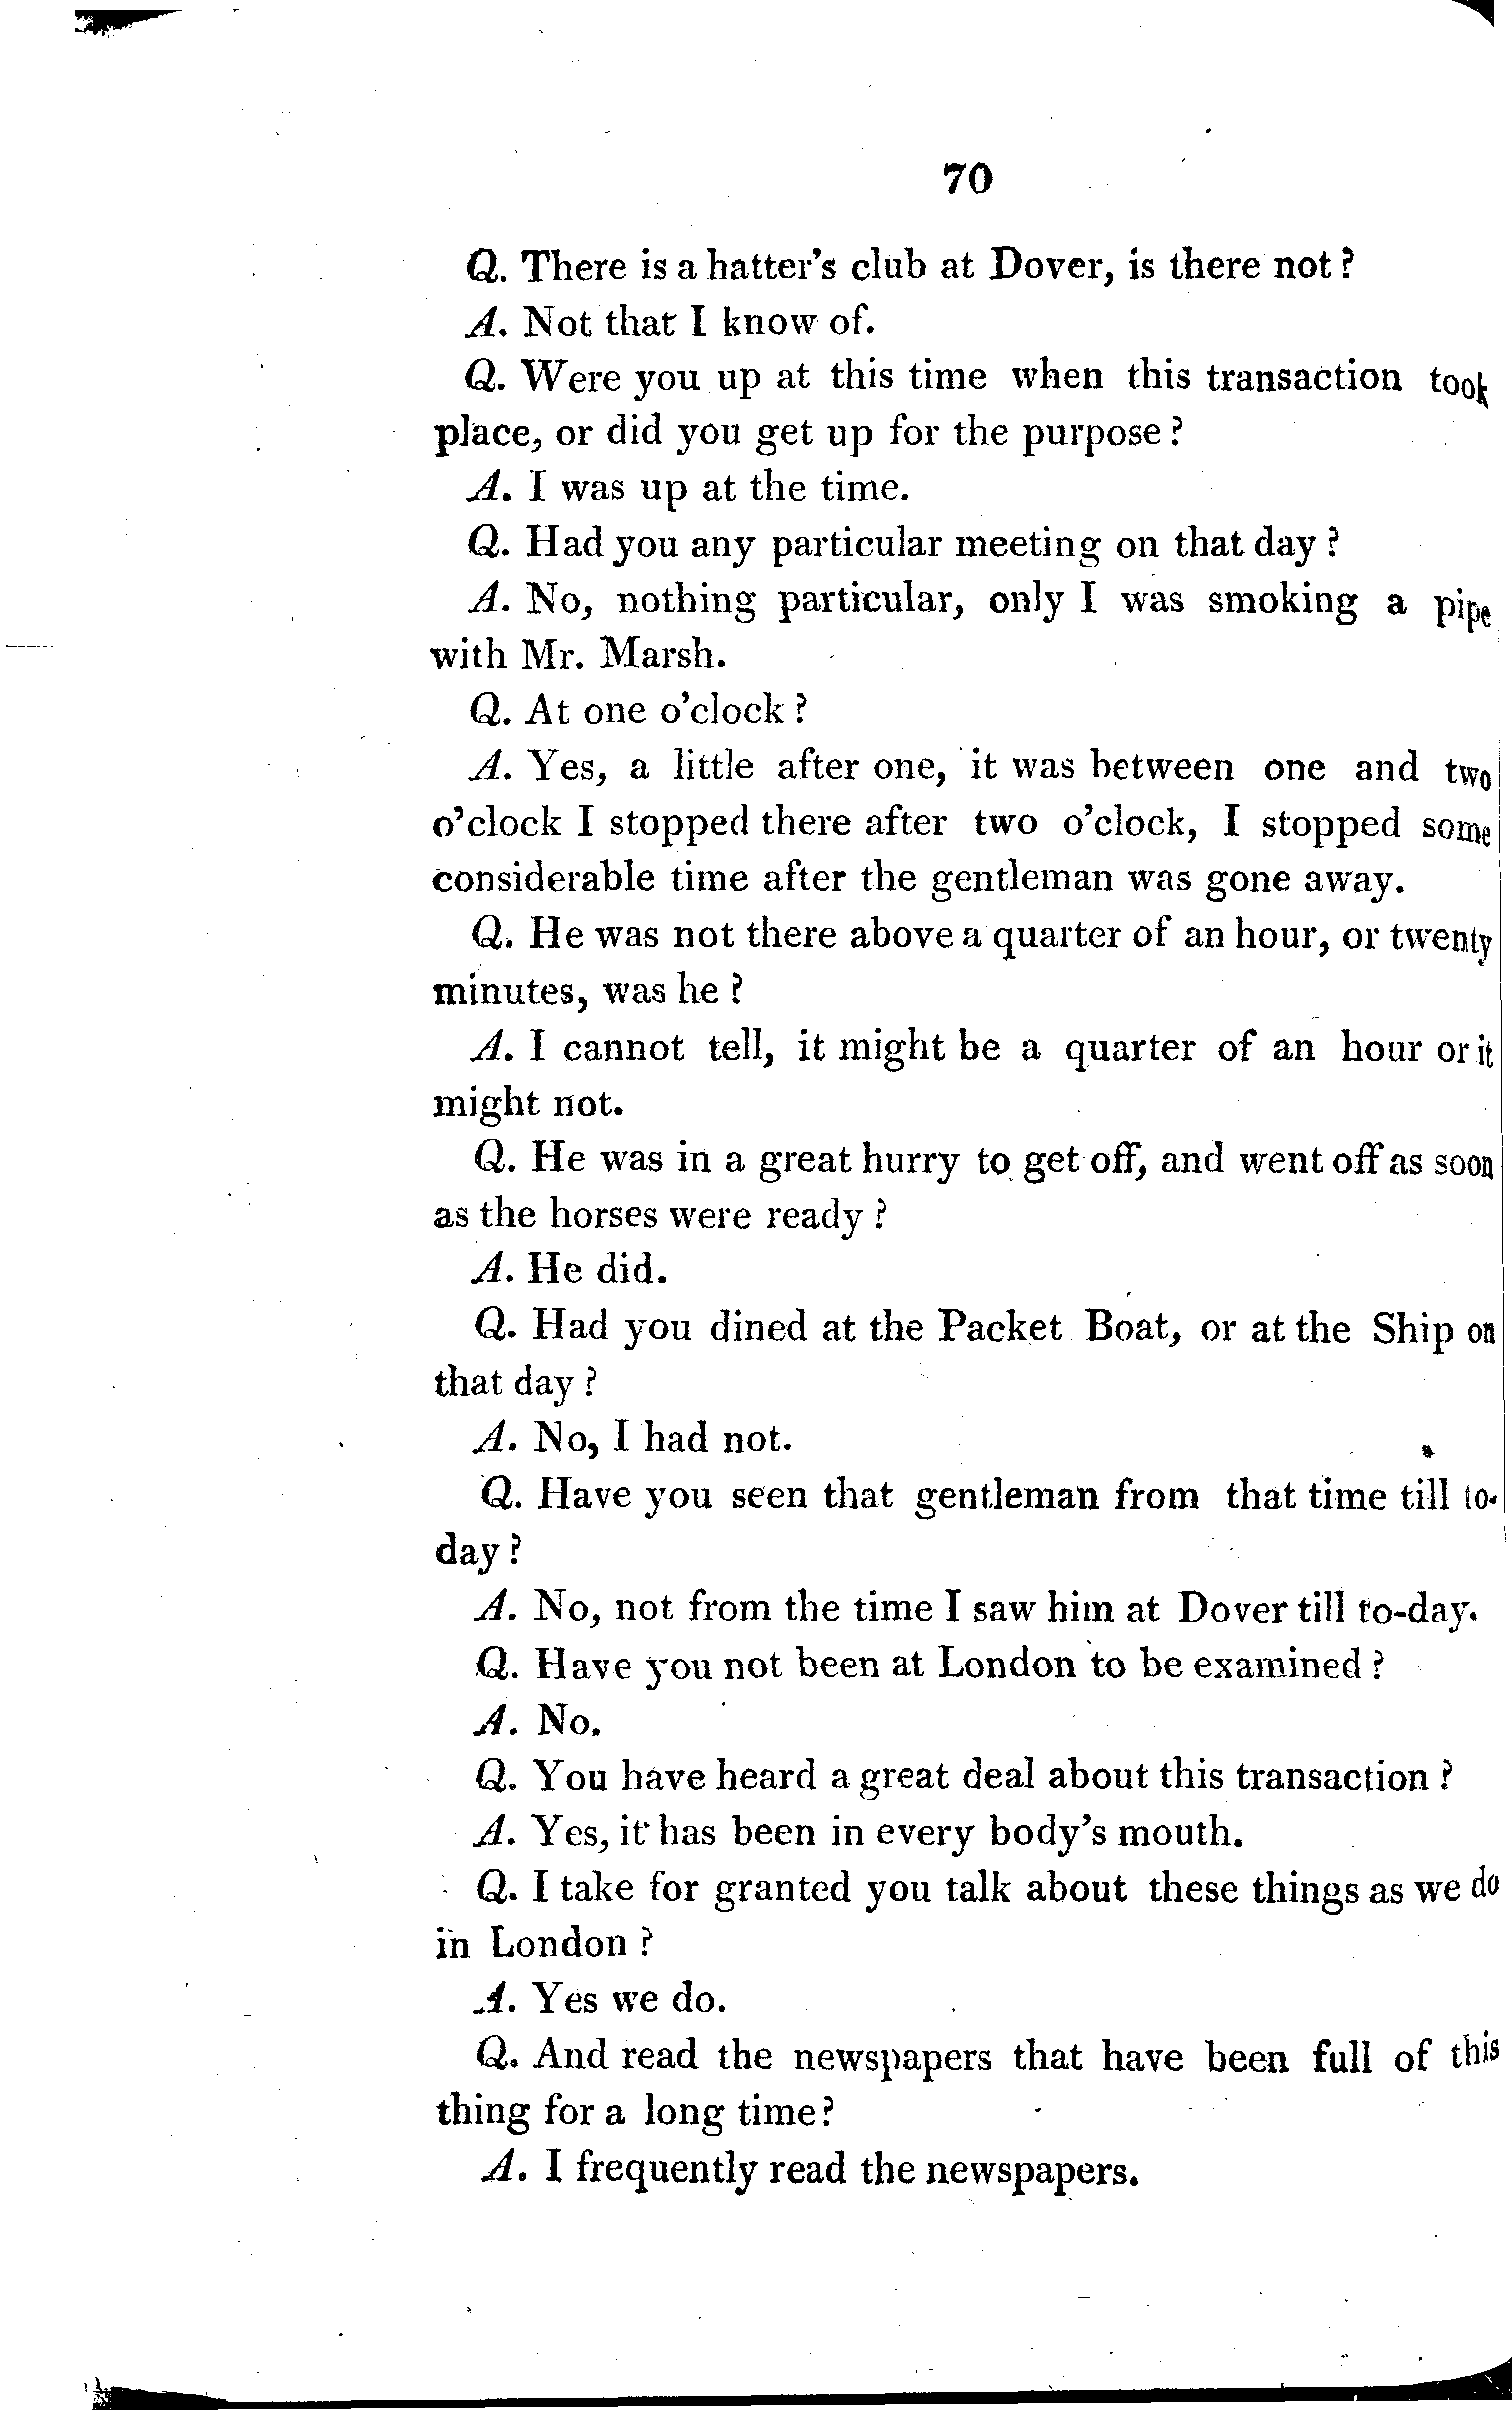 70
Q. There is a hatter's club at Dover, is there not?
A. Not that I know of.
Q. Were you up at this time when this transaction took
place, or did you get up for the purpose?
A. I was up at the time.
Q. Had you any particular meeting on that day?
A. No, nothing particular, only I was smoking a pipe
with Mr. Marsh.
Q. At one o'clock?
A. Yes, a little after one, it was between one and two
o'clock I stopped there after two o'clock, I stopped some
considerable time after the gentleman was gone away.
Q. He was not there above a quarter of an hour, or twenty
minutes, was he?
A. I cannot tell, it might be a quarter of an hour or it
might not.
Q. He was in a great hurry to get off, and went off as soon
as the horses were ready?
A. He did.
Q. Had you dined at the Packet Boat, or at the Ship on
that day?
A. No, I had not.
Q. Have you seen that gentleman from that time till to-
day?
A. No, not from the time I saw him at Dover till to-day.
Q. Have you not been at London to be examined?
A. No.
Q. You have heard a great deal about this transaction?
A. Yes, it has been in every body's mouth.
Q. I take for granted you talk about these things as we do
in London?
A. Yes we do.
Q. And read the newspapers that have been full of this
thing for a long time?
A. I frequently read the newspapers.